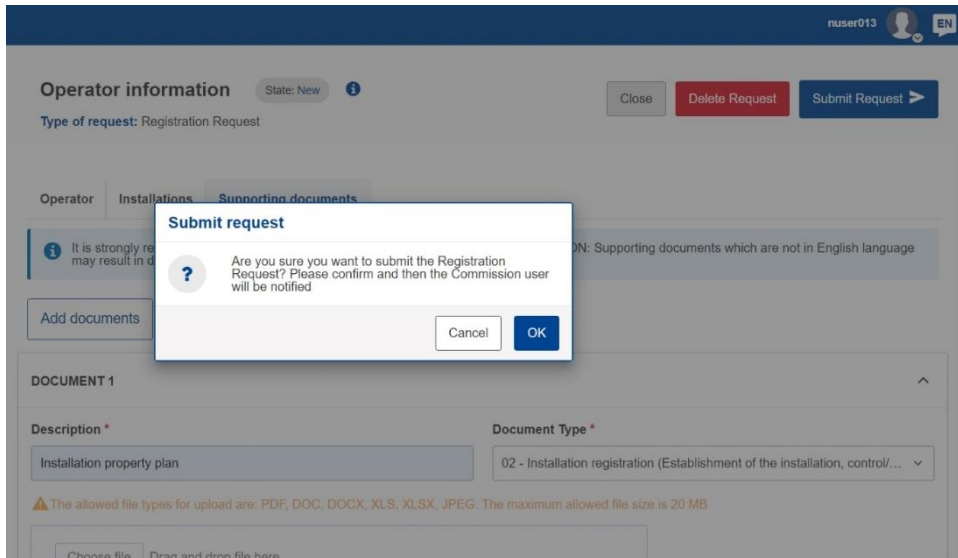 nuser013
EN
Operator information
State: New
Close
Delete Request
Submit Request
Type of request: Registration Request
Operator
Installations
Supporting documents
Submit request
It is strongly re
ON: Supporting documents which are not in English language
may result in d
?
Are you sure you want to submit the Registration
Request? Please confirm and then the Commission user
will be notified
Add documents
Cancel
OK
DOCUMENT 1
Description *
Document Type *
Installation property plan
02 - Installation registration (Establishment of the installation, control/...
The allowed file types for upload are: PDF, DOC, DOCX, XLS, XLSX, JPEG. The maximum allowed file size is 20 MB
Choose file
Drag and drop file here